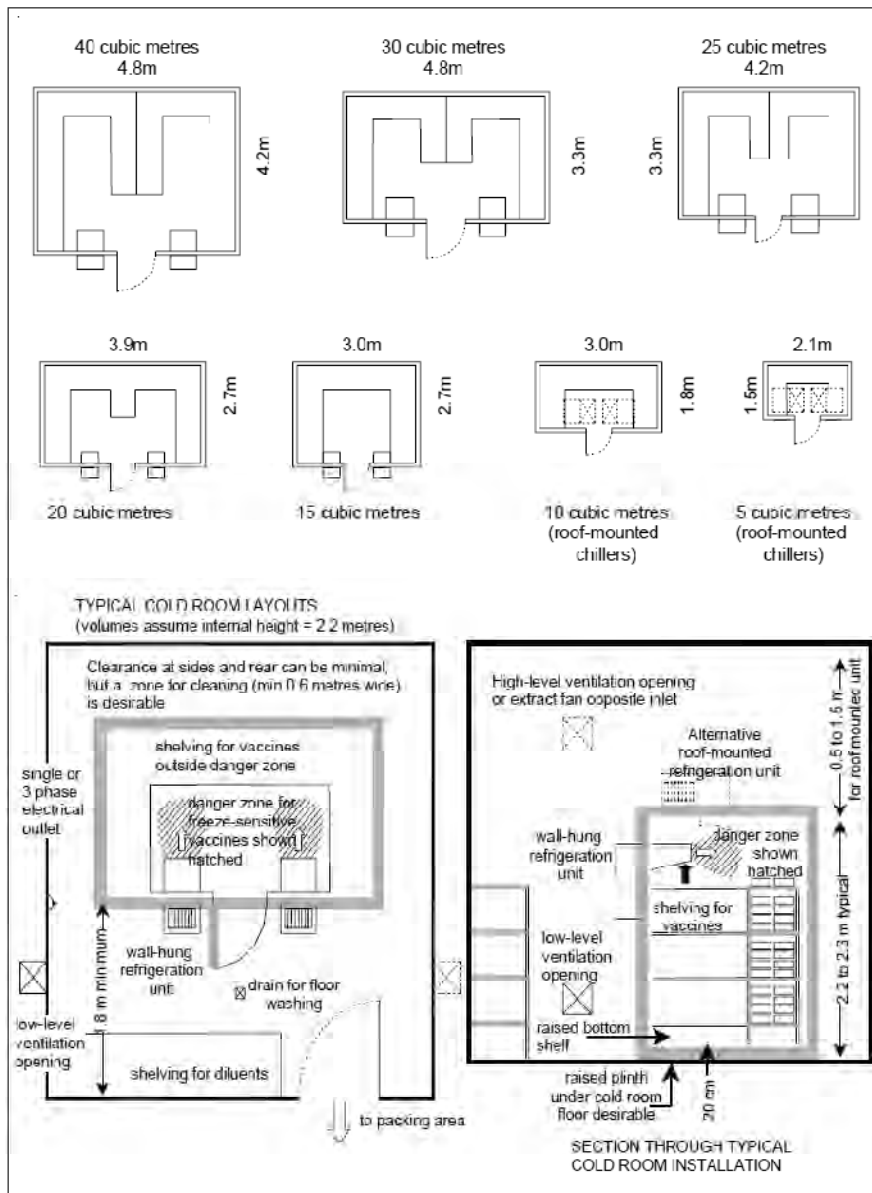 40 cubic metres
4.8m
4.2m
30 cubic metres
4.8m
3.3m
25 cubic metres
4.2m
3.3m
3.9m
2.7m
20 cubic metres
3.0m
2.7m
15 cubic metres
3.0m
1.8m
10 cubic metres
(roof-mounted
chillers)
2.1m
1.5m
5 cubic metres
(roof-mounted
chillers)
TYPICAL COLD ROOM LAYOUTS
(volumes assume internal height = 2.2 metres)
Clearance at sides and rear can be minimal,
but a zone for cleaning (min 0.6 metres wide)
is desirable
shelving for vaccines
outside danger zone
single or
3 phase
electrical
outlet
danger zone for
freeze-sensitive
vaccines shown
hatched
wall-hung
refrigeration
unit
drain for floor
washing
1.8 m minimum
low-level
ventilation
opening
shelving for diluents
to packing area
High-level ventilation opening
or extract fan opposite inlet
Alternative
roof-mounted
refrigeration unit
0.5 to 1.5 m
for roof mounted unit
wall-hung
refrigeration
unit
danger zone
shown
hatched
shelving for
vaccines
2.2 to 2.3 m typical
low-level
ventilation
opening
raised bottom
shelf
raised plinth
under cold room
floor desirable
20 cm
SECTION THROUGH TYPICAL
COLD ROOM INSTALLATION